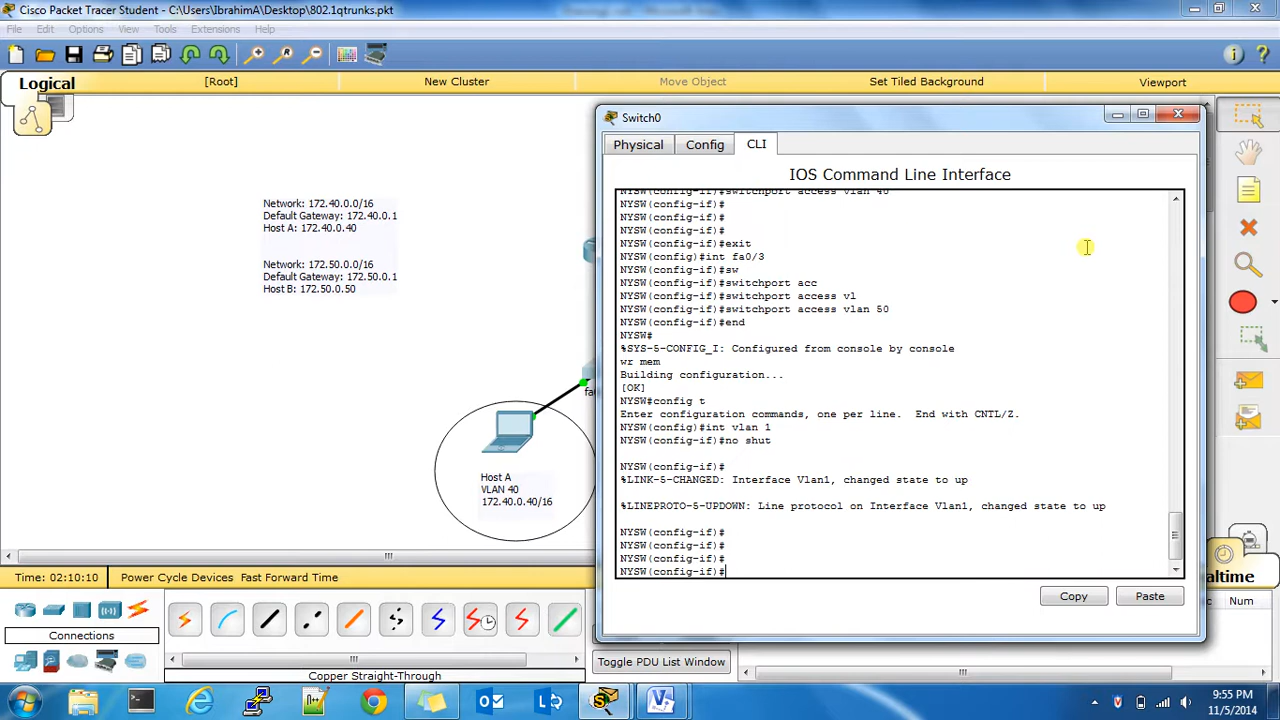 Cisco Packet Tracer Student - C:\Users\IbrahimA\Desktop\802.1qtrunks.pkt
File Edit Options View Tools Extensions Help
Logical
[Root]
New Cluster
Move Object
Set Tiled Background
Viewport
Network: 172.40.0.0/16
Default Gateway: 172.40.0.1
Host A: 172.40.0.40
Network: 172.50.0.0/16
Default Gateway: 172.50.0.1
Host B: 172.50.0.50
fa0
Host A
VLAN 40
172.40.0.40/16
Switch0
Physical Config CLI
IOS Command Line Interface
NYSW(config-if)#switchport access vlan 40
NYSW(config-if)#
NYSW(config-if)#
NYSW(config-if)#
NYSW(config-if)#exit
NYSW(config)#int fa0/3
NYSW(config-if)#sw
NYSW(config-if)#switchport acc
NYSW(config-if)#switchport access vl
NYSW(config-if)#switchport access vlan 50
NYSW(config-if)#end
NYSW#
%SYS-5-CONFIG_I: Configured from console by console
wr mem
Building configuration...
[OK]
NYSW#config t
Enter configuration commands, one per line.  End with CNTL/Z.
NYSW(config)#int vlan 1
NYSW(config-if)#no shut
NYSW(config-if)#
%LINK-5-CHANGED: Interface Vlan1, changed state to up
%LINEPROTO-5-UPDOWN: Line protocol on Interface Vlan1, changed state to up
NYSW(config-if)#
NYSW(config-if)#
NYSW(config-if)#
NYSW(config-if)#
Copy Paste
Time: 02:10:10 Power Cycle Devices Fast Forward Time
altime
Connections
Copper Straight-Through
Toggle PDU List Window
c Num
9:55 PM
11/5/2014